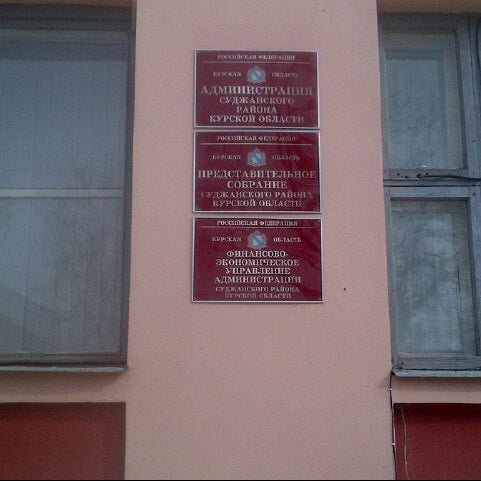 РОССИЙСКАЯ ФЕДЕРАЦИЯ
КУРСКАЯ ОБЛАСТЬ
АДМИНИСТРАЦИЯ
СУДЖАНСКОГО
РАЙОНА
КУРСКОЙ ОБЛАСТИ
РОССИЙСКАЯ ФЕДЕРАЦИЯ
КУРСКАЯ ОБЛАСТЬ
ПРЕДСТАВИТЕЛЬНОЕ
СОБРАНИЕ
СУДЖАНСКОГО РАЙОНА
КУРСКОЙ ОБЛАСТИ
РОССИЙСКАЯ ФЕДЕРАЦИЯ
КУРСКАЯ ОБЛАСТЬ
ФИНАНСОВО-
ЭКОНОМИЧЕСКОЕ
УПРАВЛЕНИЕ
АДМИНИСТРАЦИИ
СУДЖАНСКОГО РАЙОНА
КУРСКОЙ ОБЛАСТИ